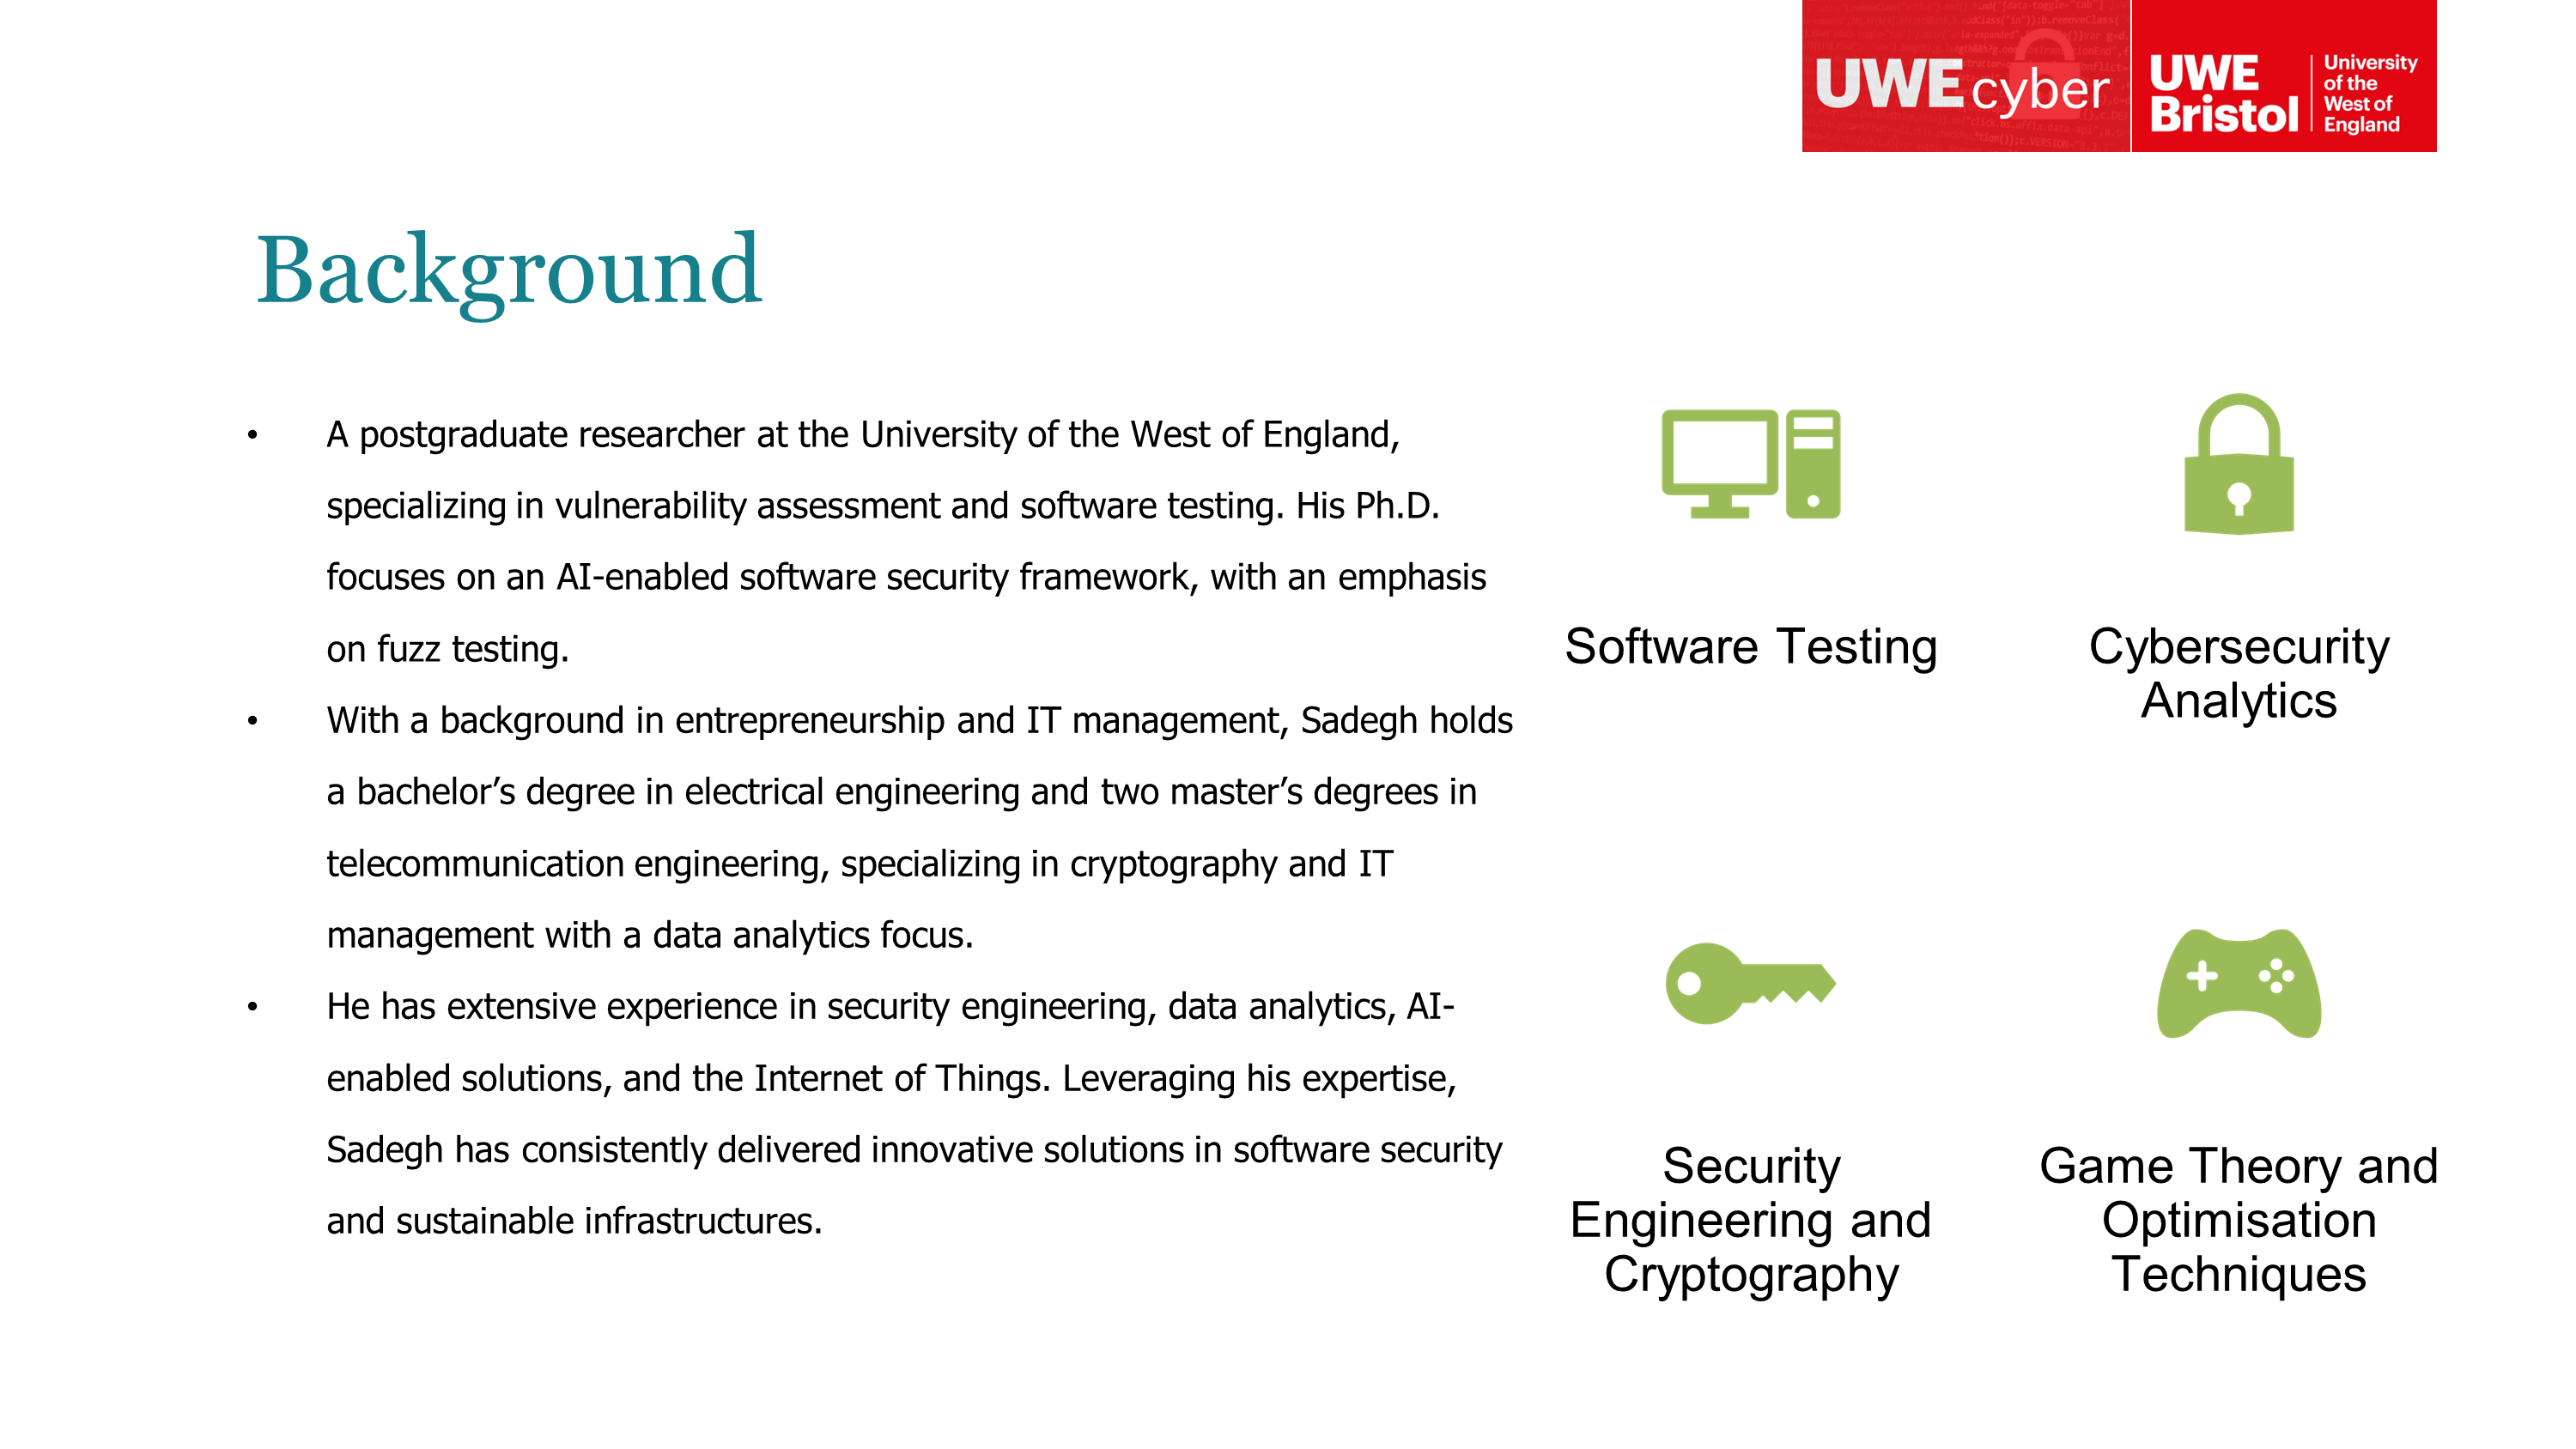 UWE cyber
UWE
Bristol
University
of the
West of
England
Background
• A postgraduate researcher at the University of the West of England,
specializing in vulnerability assessment and software testing. His Ph.D.
focuses on an AI-enabled software security framework, with an emphasis
on fuzz testing.
• With a background in entrepreneurship and IT management, Sadegh holds
a bachelor’s degree in electrical engineering and two master’s degrees in
telecommunication engineering, specializing in cryptography and IT
management with a data analytics focus.
• He has extensive experience in security engineering, data analytics, AI-
enabled solutions, and the Internet of Things. Leveraging his expertise,
Sadegh has consistently delivered innovative solutions in software security
and sustainable infrastructures.
Software Testing
Cybersecurity
Analytics
Security
Engineering and
Cryptography
Game Theory and
Optimisation
Techniques